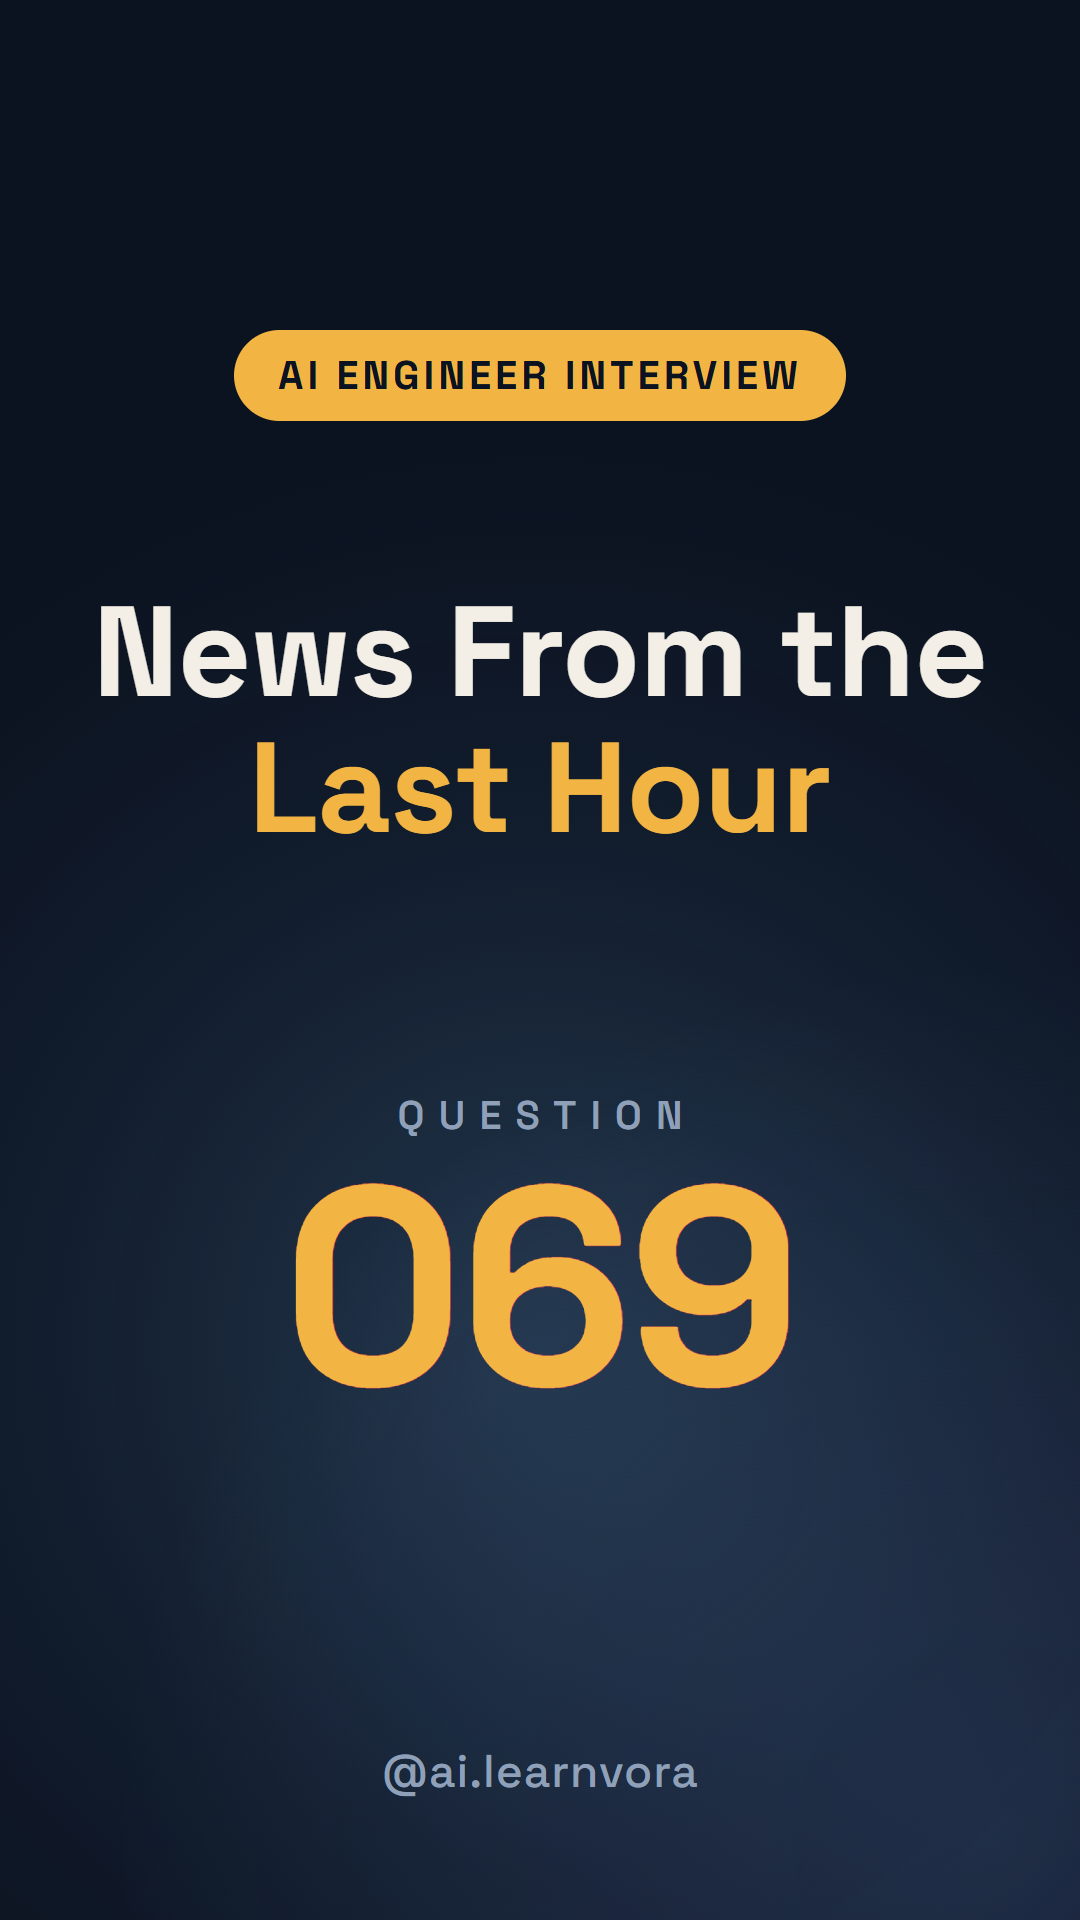 AI ENGINEER INTERVIEW
News From the
Last Hour
QUESTION
069
@ai.learnvora